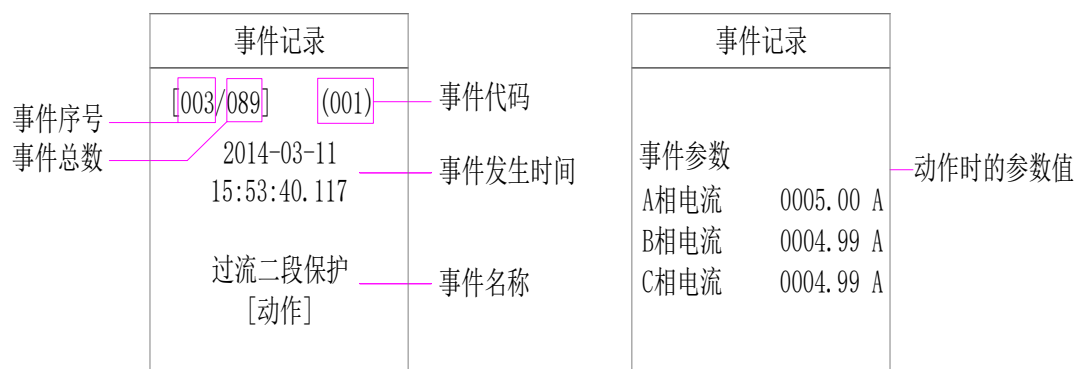 事件记录
[003/089] (001)
事件代码
事件序号
事件总数
2014-03-11
15:53:40.117
事件发生时间
过流二段保护
[动作]
事件名称
事件记录
事件参数
A相电流 0005.00 A
B相电流 0004.99 A
C相电流 0004.99 A
动作时的参数值